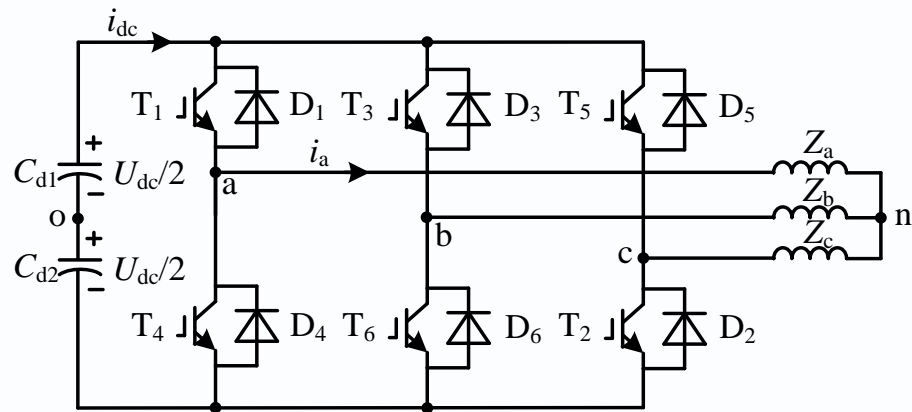 i_dc
T₁ D₁ T₃ D₃ T₅ D₅
+
C_d1 U_dc/2
−
a i_a Z_a
o b Z_b n
c Z_c
+
C_d2 U_dc/2
−
T₄ D₄ T₆ D₆ T₂ D₂